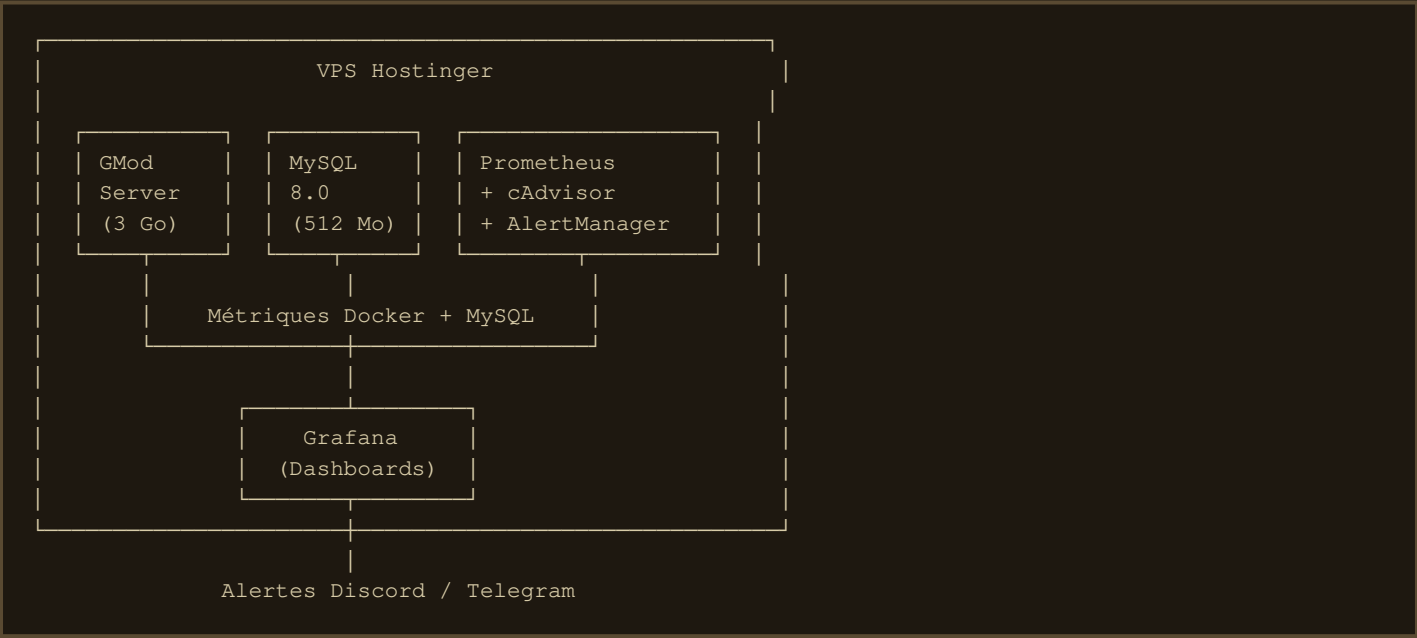 VPS Hostinger
GMod MySQL Prometheus
Server 8.0 + cAdvisor
(3 Go) (512 Mo) + AlertManager
Métriques Docker + MySQL
Grafana
(Dashboards)
Alertes Discord / Telegram